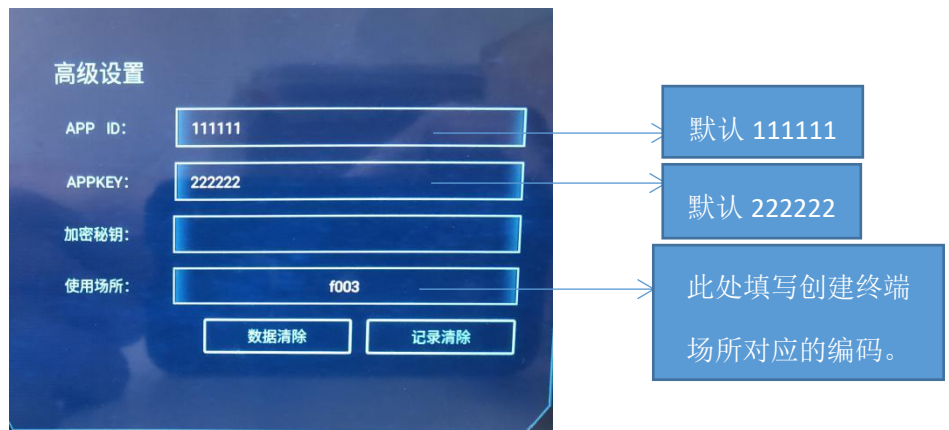 高级设置
APP ID: 111111
默认 111111
APPKEY: 222222
默认 222222
加密秘钥:
使用场所: f003
此处填写创建终端
场所对应的编码。
数据清除 记录清除